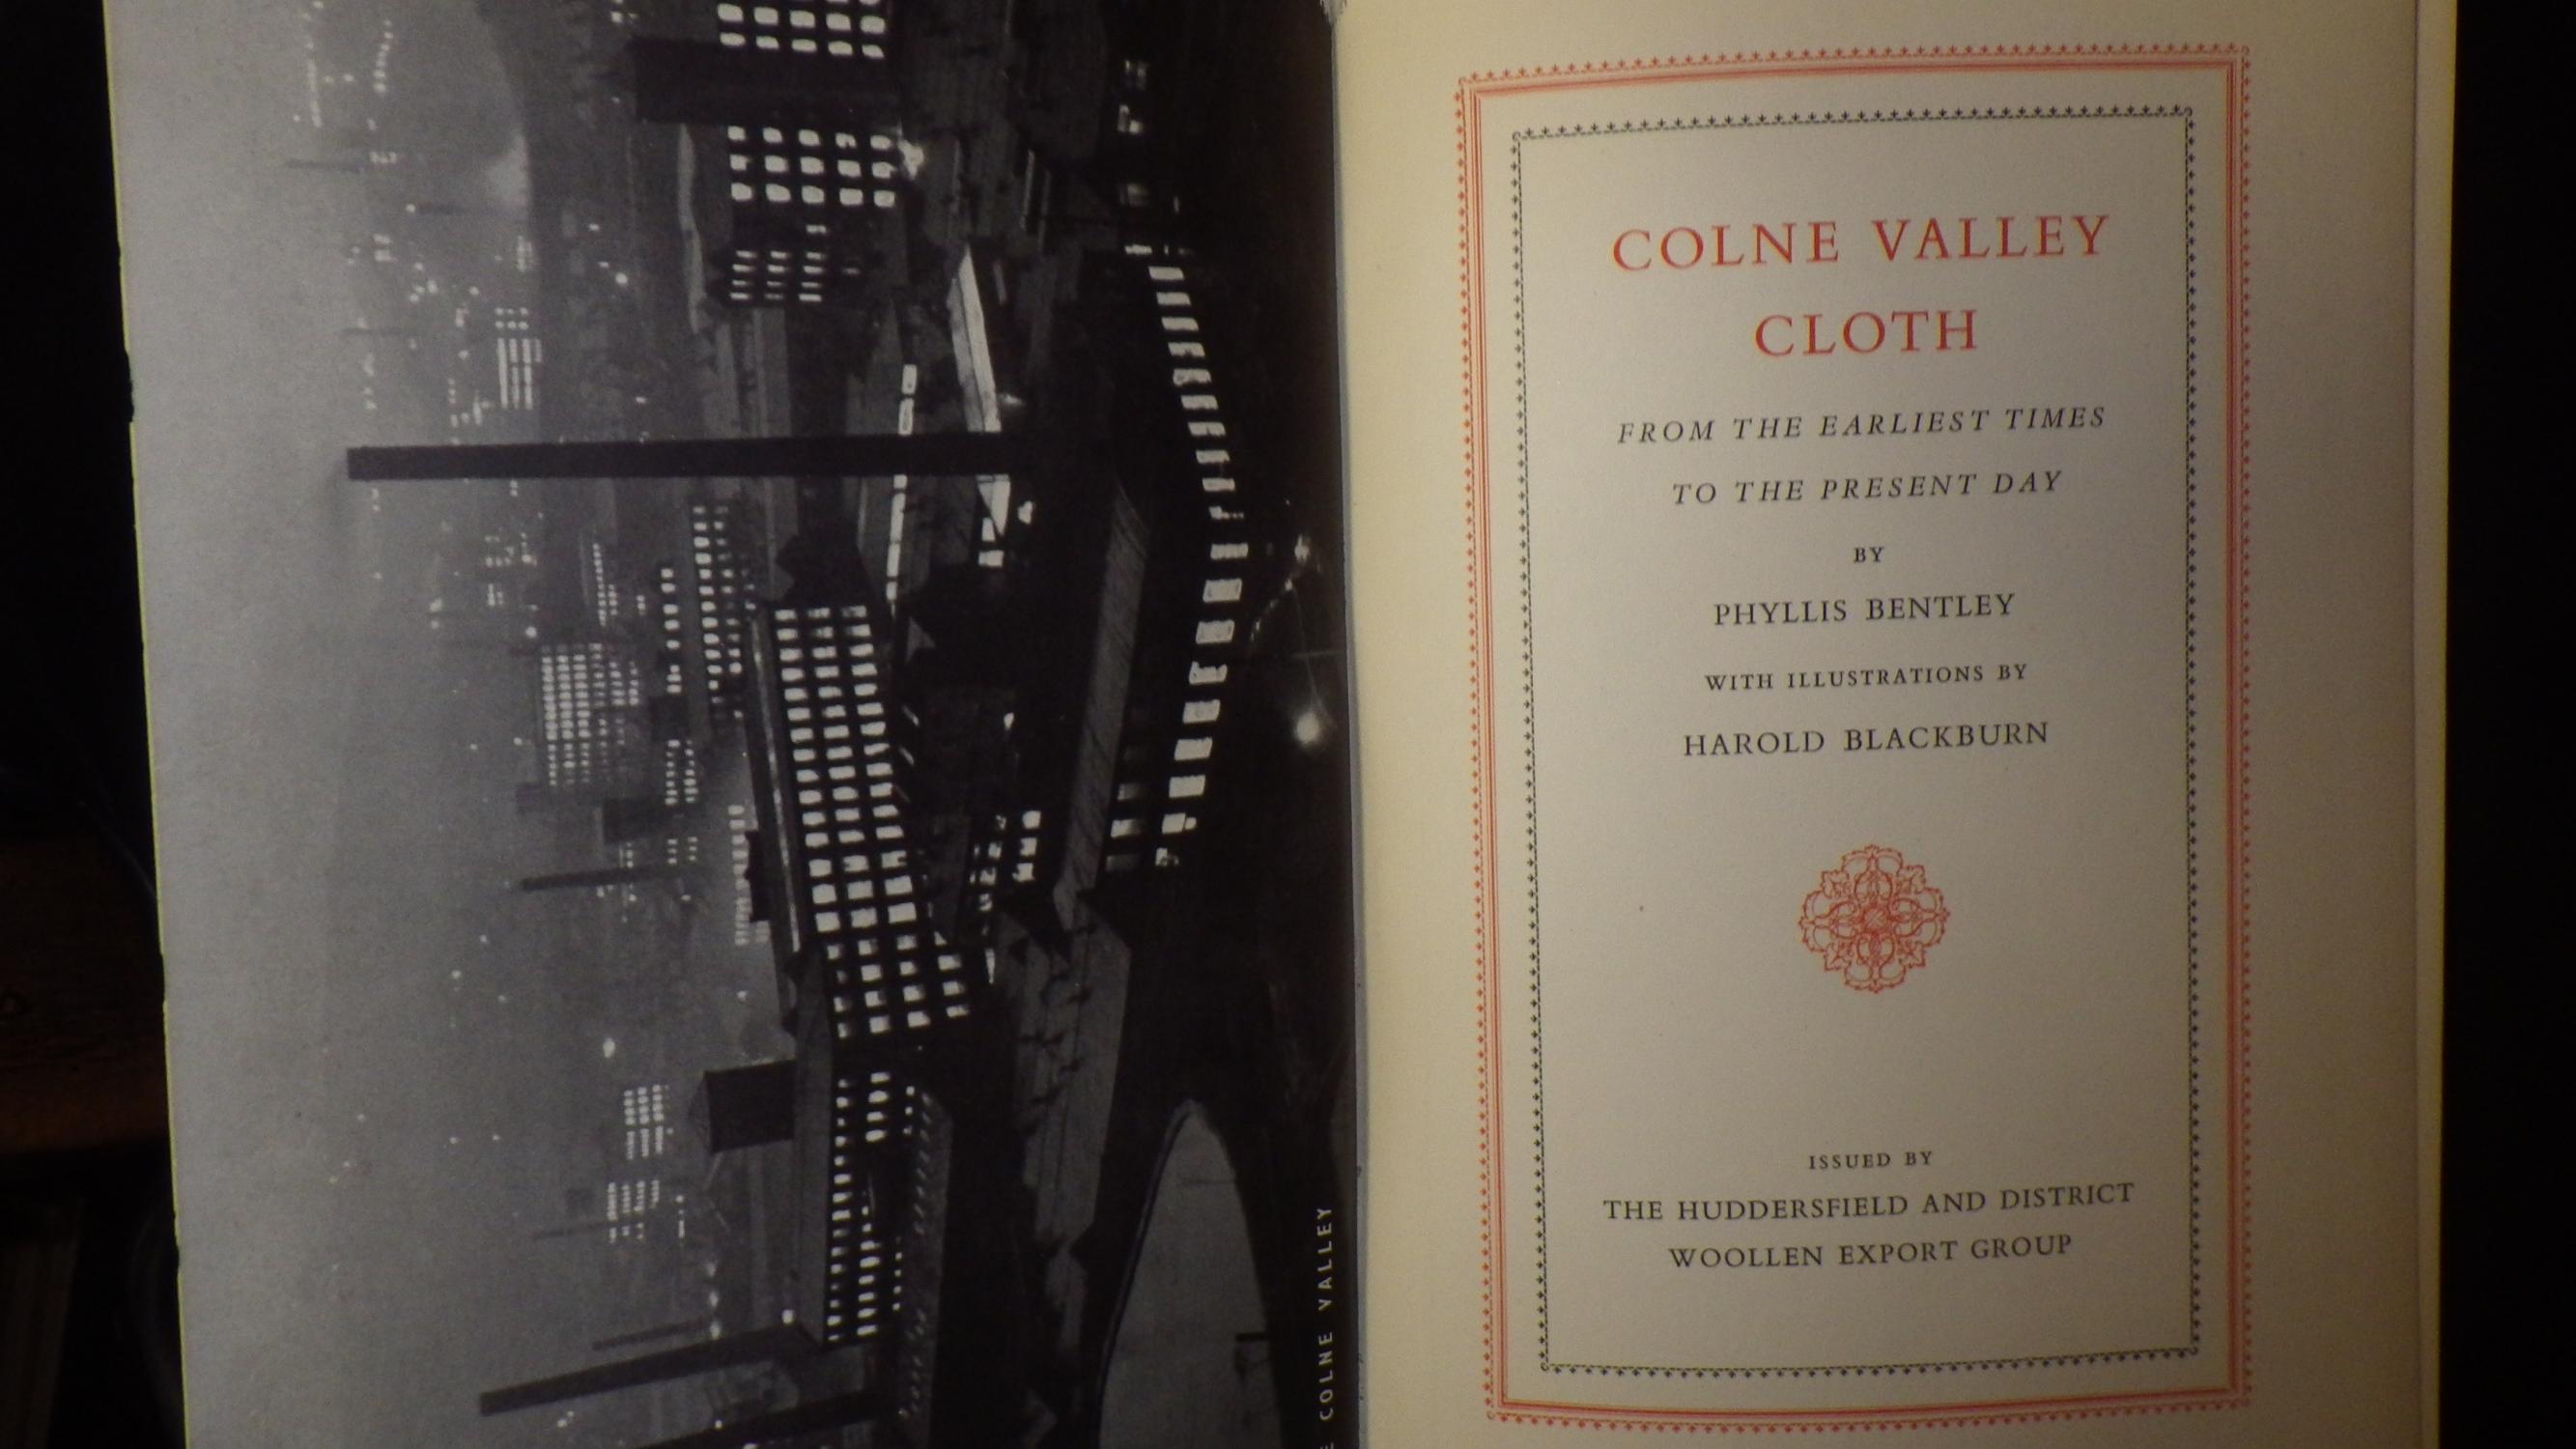 COLNE VALLEY
COLNE VALLEY
CLOTH
FROM THE EARLIEST TIMES
TO THE PRESENT DAY
BY
PHYLLIS BENTLEY
WITH ILLUSTRATIONS BY
HAROLD BLACKBURN
ISSUED BY
THE HUDDERSFIELD AND DISTRICT
WOOLLEN EXPORT GROUP